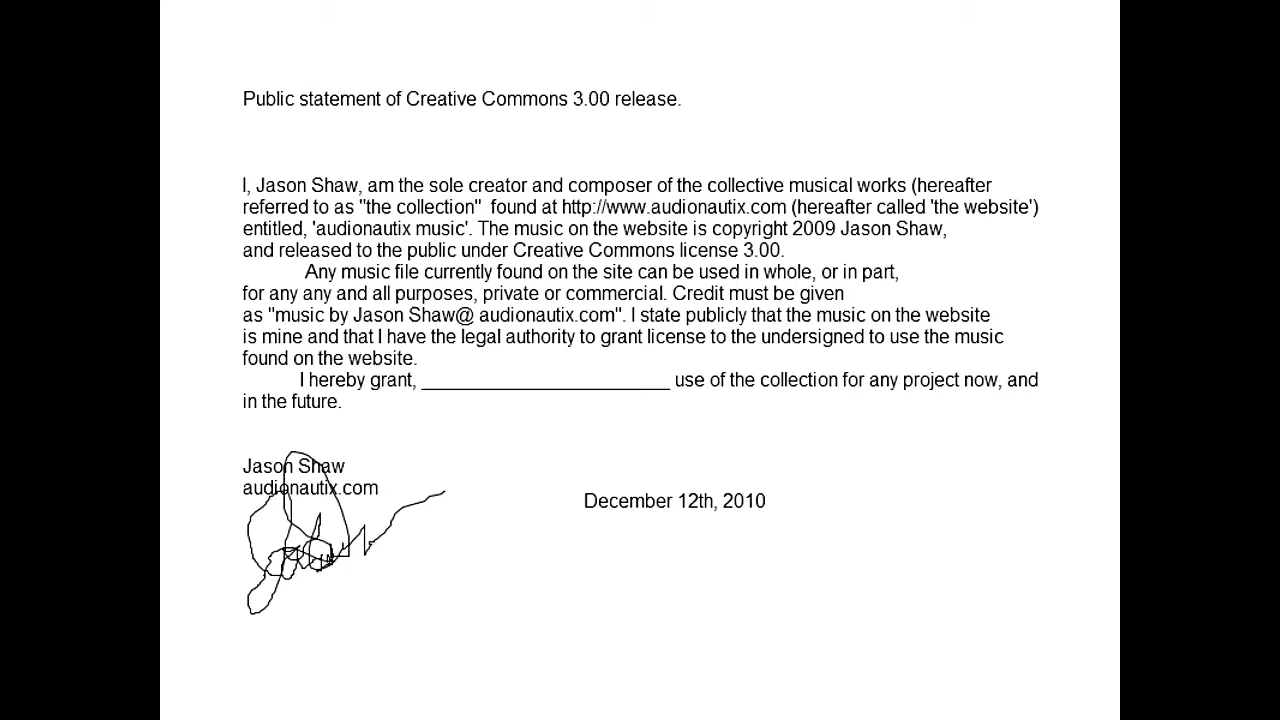 Public statement of Creative Commons 3.00 release.
I, Jason Shaw, am the sole creator and composer of the collective musical works (hereafter
referred to as "the collection"  found at http://www.audionautix.com (hereafter called 'the website')
entitled, 'audionautix music'. The music on the website is copyright 2009 Jason Shaw,
and released to the public under Creative Commons license 3.00.
Any music file currently found on the site can be used in whole, or in part,
for any any and all purposes, private or commercial. Credit must be given
as "music by Jason Shaw@ audionautix.com". I state publicly that the music on the website
is mine and that I have the legal authority to grant license to the undersigned to use the music
found on the website.
I hereby grant, _______________________ use of the collection for any project now, and
in the future.
Jason Shaw
audionautix.com
December 12th, 2010